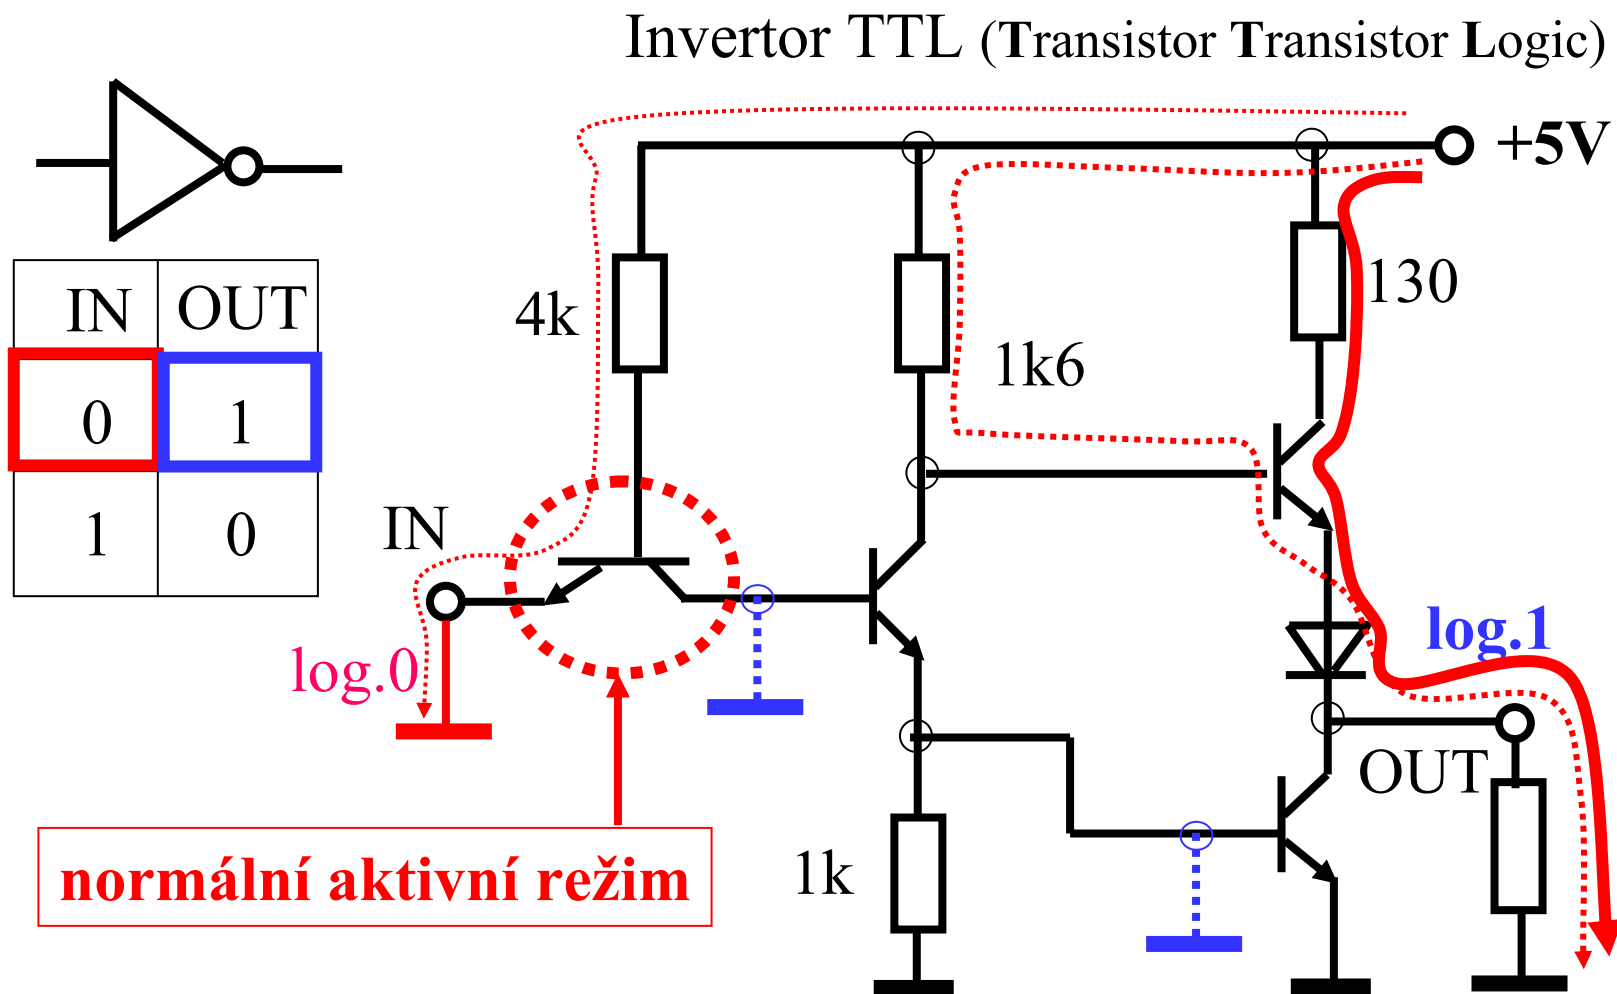 Invertor TTL (Transistor Transistor Logic)
+5V
IN OUT
0 1
1 0
4k
1k6
130
IN
log.0
log.1
OUT
1k
normální aktivní režim